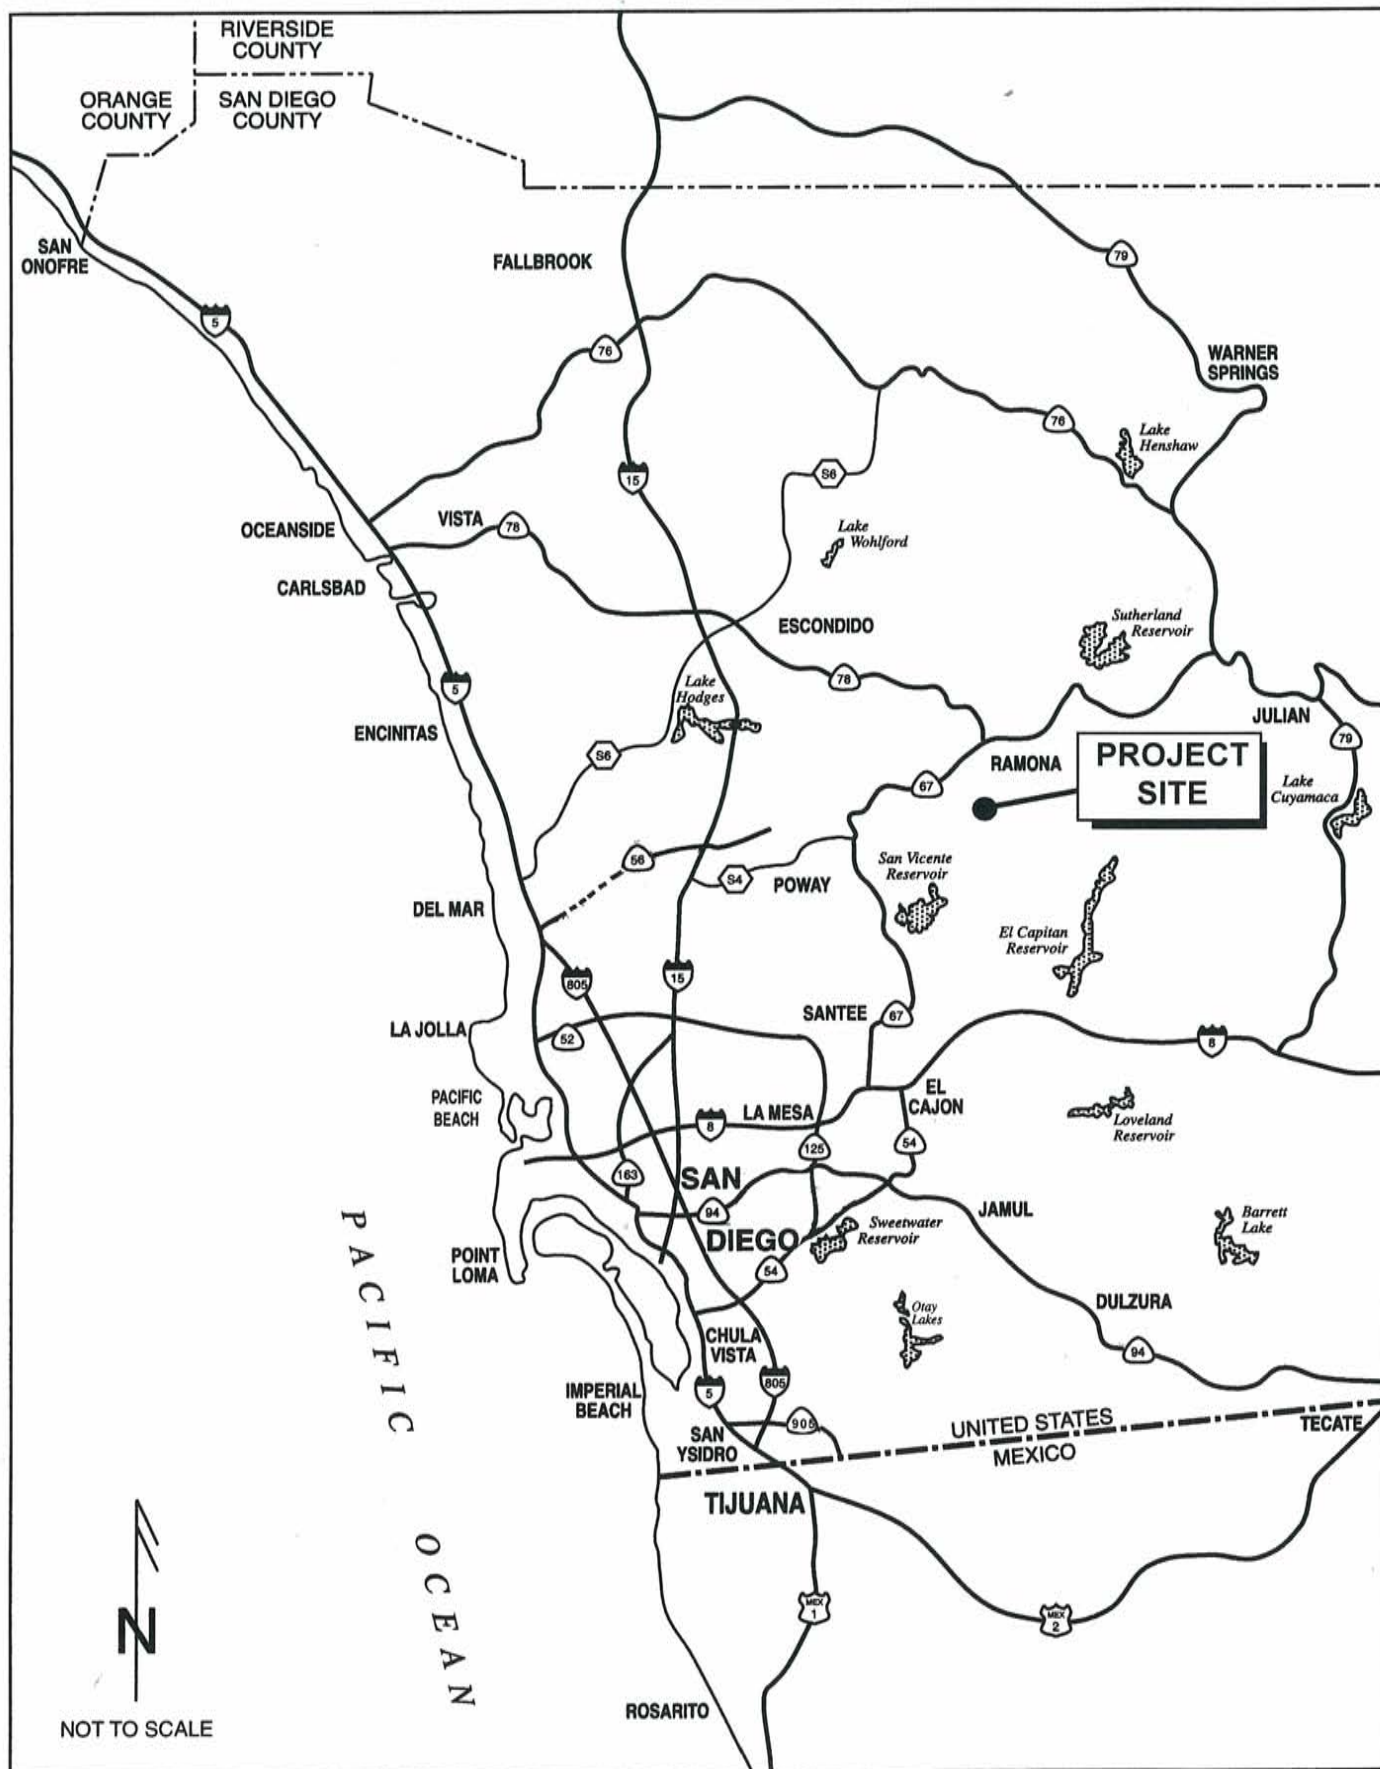 RIVERSIDE
COUNTY
ORANGE
COUNTY
SAN DIEGO
COUNTY
SAN
ONOFRE
FALLBROOK
79
5
76
WARNER
SPRINGS
76
Lake
Henshaw
15
S6
OCEANSIDE
VISTA
78
Lake
Wohlford
CARLSBAD
ESCONDIDO
Sutherland
Reservoir
5
78
Lake
Hodges
ENCINITAS
JULIAN
79
S6
RAMONA
PROJECT
SITE
67
Lake
Cuyamaca
56
S4
POWAY
San Vicente
Reservoir
DEL MAR
El Capitan
Reservoir
805
15
SANTEE
67
LA JOLLA
52
8
PACIFIC
BEACH
LA MESA
EL
CAJON
8
Loveland
Reservoir
125
54
163
SAN
DIEGO
94
JAMUL
Sweetwater
Reservoir
Barrett
Lake
POINT
LOMA
54
DULZURA
Otay
Lakes
CHULA
VISTA
94
805
5
IMPERIAL
BEACH
905
SAN
YSIDRO
UNITED STATES
MEXICO
TECATE
TIJUANA
PACIFIC
OCEAN
MEX
1
MEX
2
N
ROSARITO
NOT TO SCALE